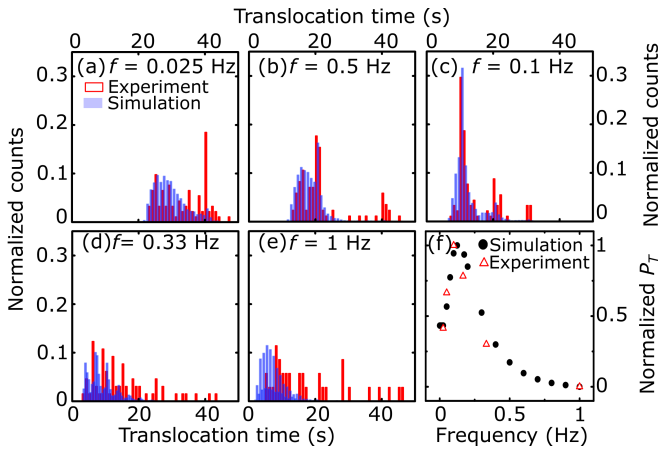 Translocation time (s)
0 20 40 0 20 40 0 20 40
(a) f = 0.025 Hz
Experiment
Simulation
(b) f = 0.5 Hz
(c) f = 0.1 Hz
0.3
0.2
0.1
0
Normalized counts
0.3
0.2
0.1
0
Normalized counts
(d) f= 0.33 Hz
(e) f = 1 Hz
(f)
Simulation
Experiment
0.3
0.2
0.1
0
1
0.5
0
Normalized P_T
0 20 40 0 20 40 0 0.5 1
Translocation time (s)
Frequency (Hz)